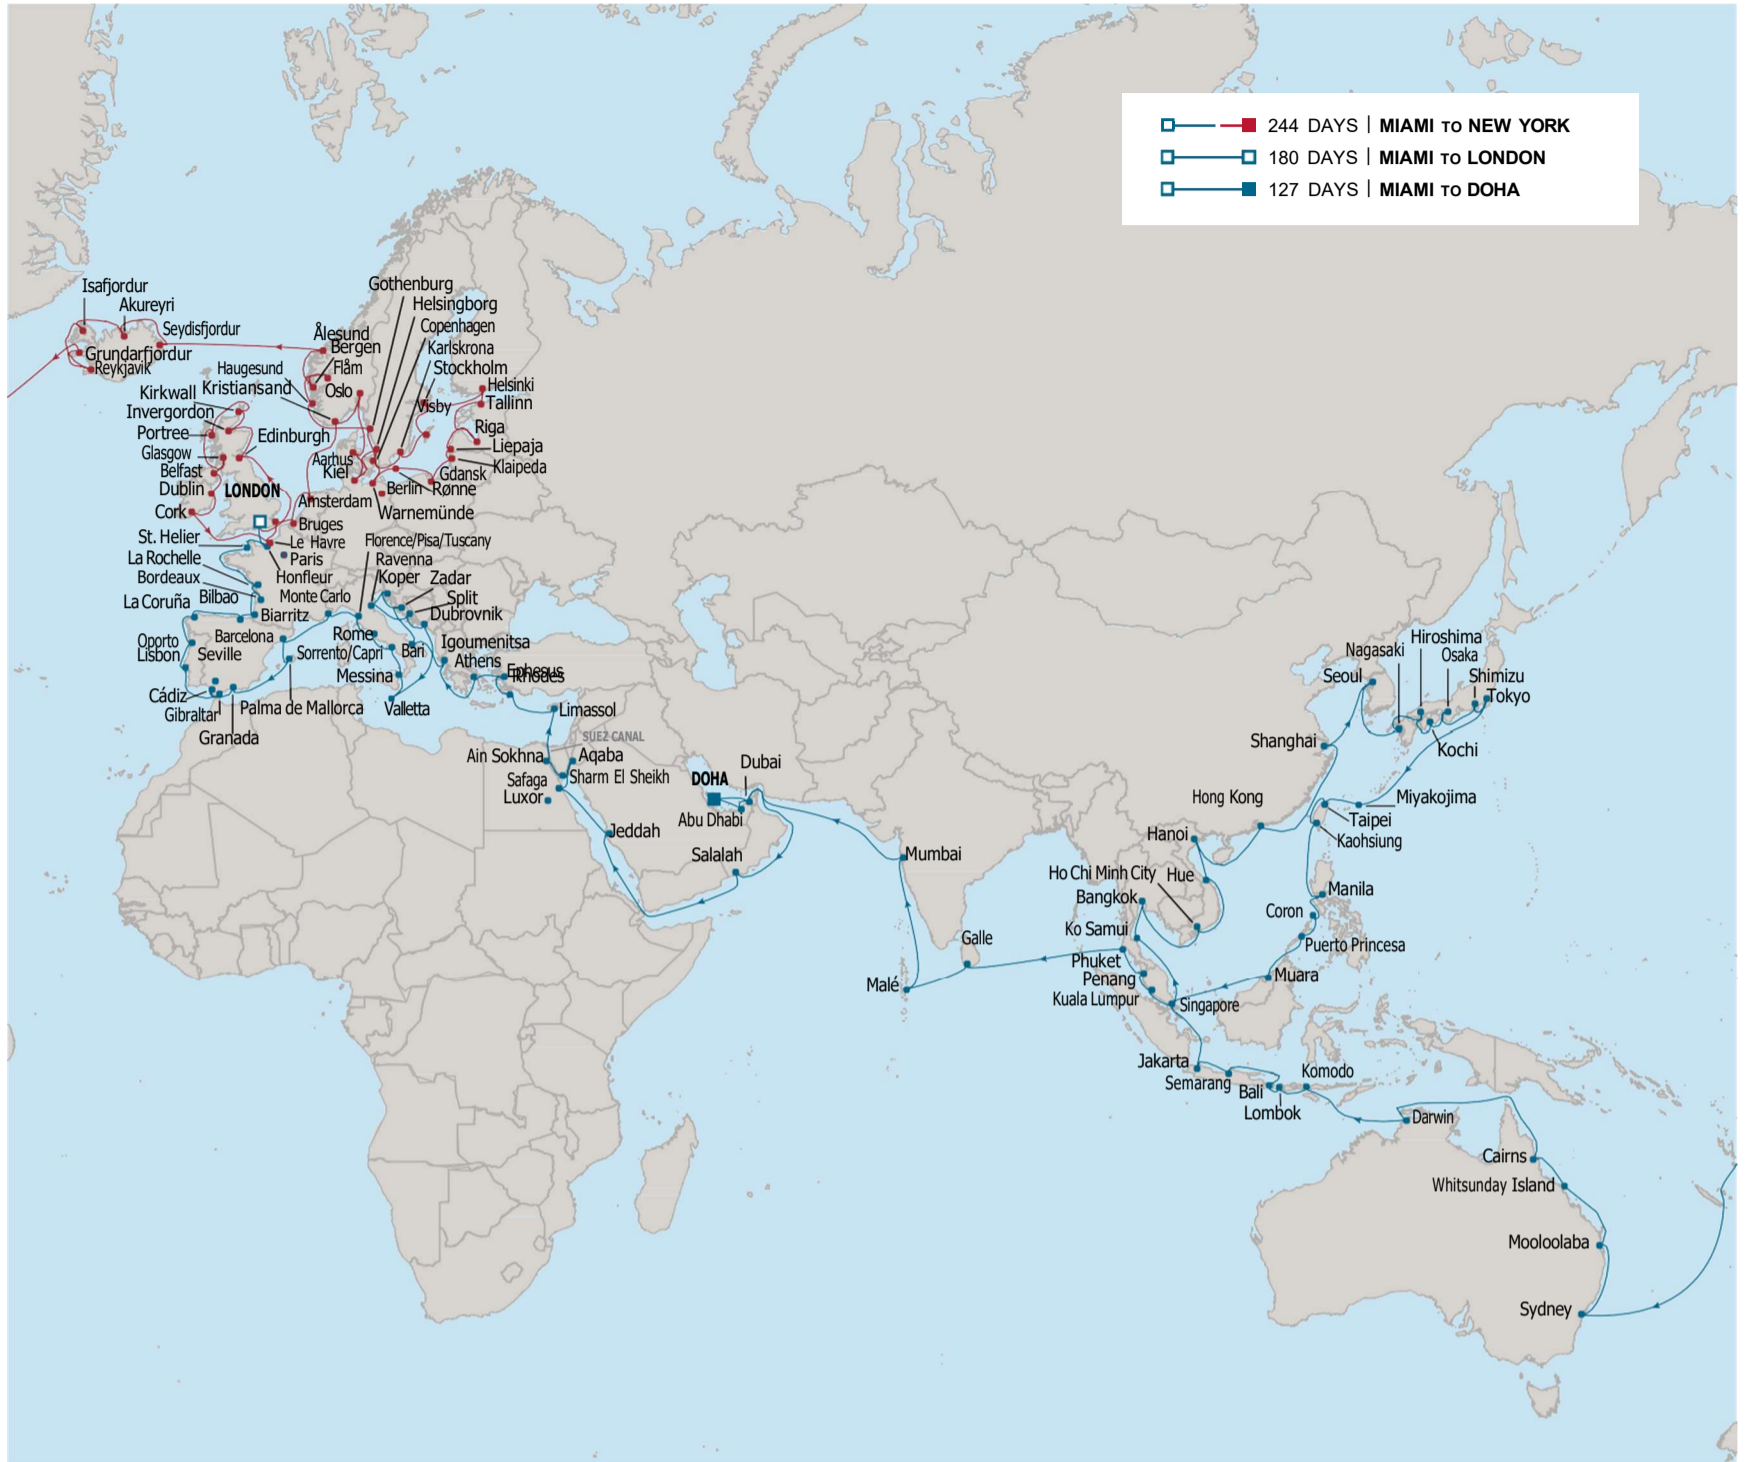 244 DAYS | MIAMI TO NEW YORK
180 DAYS | MIAMI TO LONDON
127 DAYS | MIAMI TO DOHA
Isafjordur
Akureyri
Seydisfjordur
Grundarfjordur
Reykjavik
Gothenburg
Helsingborg
Copenhagen
Karlskrona
Stockholm
Ålesund
Bergen
Flåm
Haugesund
Kristiansand
Oslo
Visby
Helsinki
Tallinn
Riga
Liepaja
Klaipeda
Kirkwall
Invergordon
Portree
Edinburgh
Glasgow
Belfast
Dublin
Cork
LONDON
Aarhus
Kiel
Gdansk
Berlin
Rønne
Amsterdam
Warnemünde
Bruges
St. Helier
Le Havre
Paris
Honfleur
La Rochelle
Bordeaux
Bilbao
La Coruña
Biarritz
Monte Carlo
Florence/Pisa/Tuscany
Ravenna
Koper
Zadar
Split
Dubrovnik
Oporto
Lisbon
Barcelona
Seville
Rome
Sorrento/Capri
Bari
Igoumenitsa
Athens
Ephesus
Rhodes
Messina
Cádiz
Gibraltar
Palma de Mallorca
Valletta
Granada
Limassol
SUEZ CANAL
Ain Sokhna
Aqaba
Safaga
Sharm El Sheikh
Luxor
DOHA
Dubai
Abu Dhabi
Jeddah
Salalah
Mumbai
Galle
Malé
Nagasaki
Hiroshima
Osaka
Seoul
Shimizu
Tokyo
Kochi
Shanghai
Hong Kong
Miyakojima
Taipei
Kaohsiung
Hanoi
Hue
Ho Chi Minh City
Bangkok
Manila
Coron
Ko Samui
Puerto Princesa
Phuket
Penang
Kuala Lumpur
Muara
Singapore
Jakarta
Semarang
Bali
Lombok
Komodo
Darwin
Cairns
Whitsunday Island
Mooloolaba
Sydney